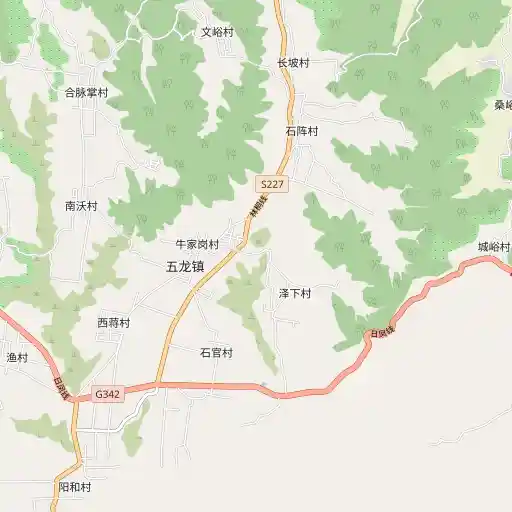 文峪村
长坡村
合脉掌村
桑峪
石阵村
S227
林桐线
南沃村
牛家岗村
城峪村
五龙镇
泽下村
西蒋村
日凤线
石官村
渔村
日凤线
G342
阳和村